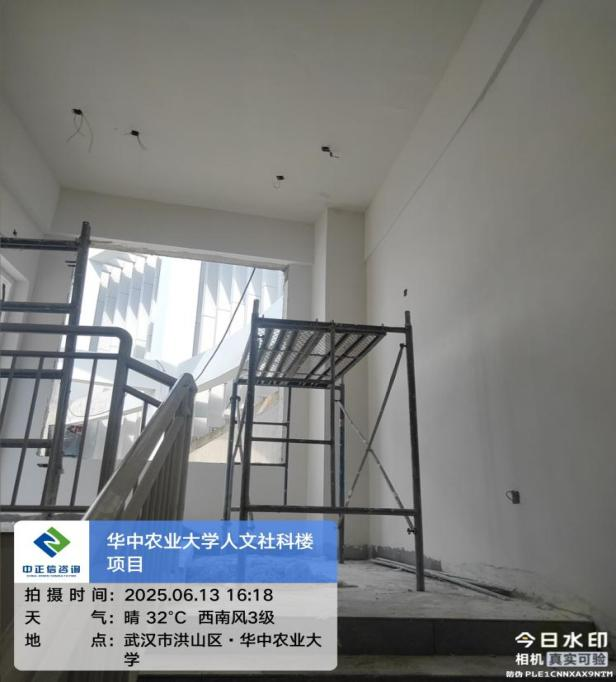 华中农业大学人文社科楼
项目
中正信咨询
拍摄时间：2025.06.13 16:18
天 气：晴 32℃ 西南风3级
地 点：武汉市洪山区·华中农业大
学
今日水印
相机 真实可验
防伪 PLE1CNNXAX9NTM